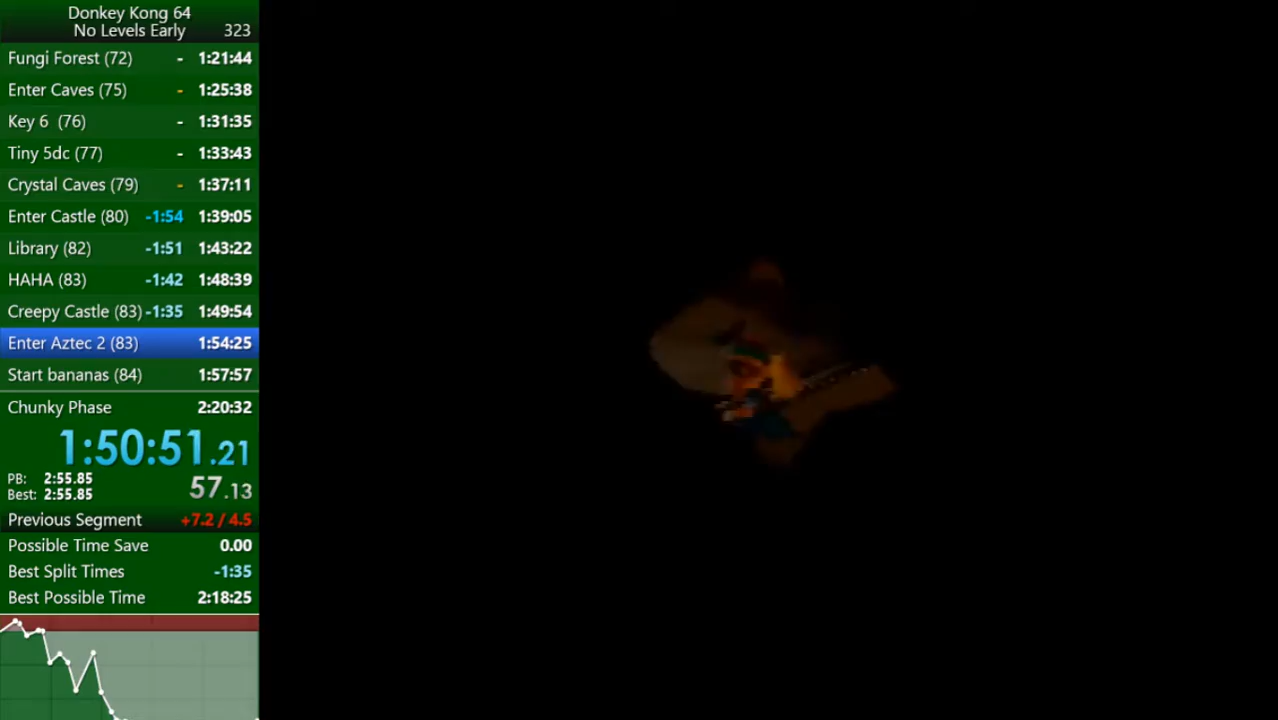 Donkey Kong 64
No Levels Early 323
Fungi Forest (72) - 1:21:44
Enter Caves (75) - 1:25:38
Key 6 (76) - 1:31:35
Tiny 5dc (77) - 1:33:43
Crystal Caves (79) - 1:37:11
Enter Castle (80) -1:54 1:39:05
Library (82) -1:51 1:43:22
HAHA (83) -1:42 1:48:39
Creepy Castle (83) -1:35 1:49:54
Enter Aztec 2 (83) 1:54:25
Start bananas (84) 1:57:57
Chunky Phase 2:20:32
1:50:51.21
PB: 2:55.85
Best: 2:55.85 57.13
Previous Segment +7.2 / 4.5
Possible Time Save 0.00
Best Split Times -1:35
Best Possible Time 2:18:25